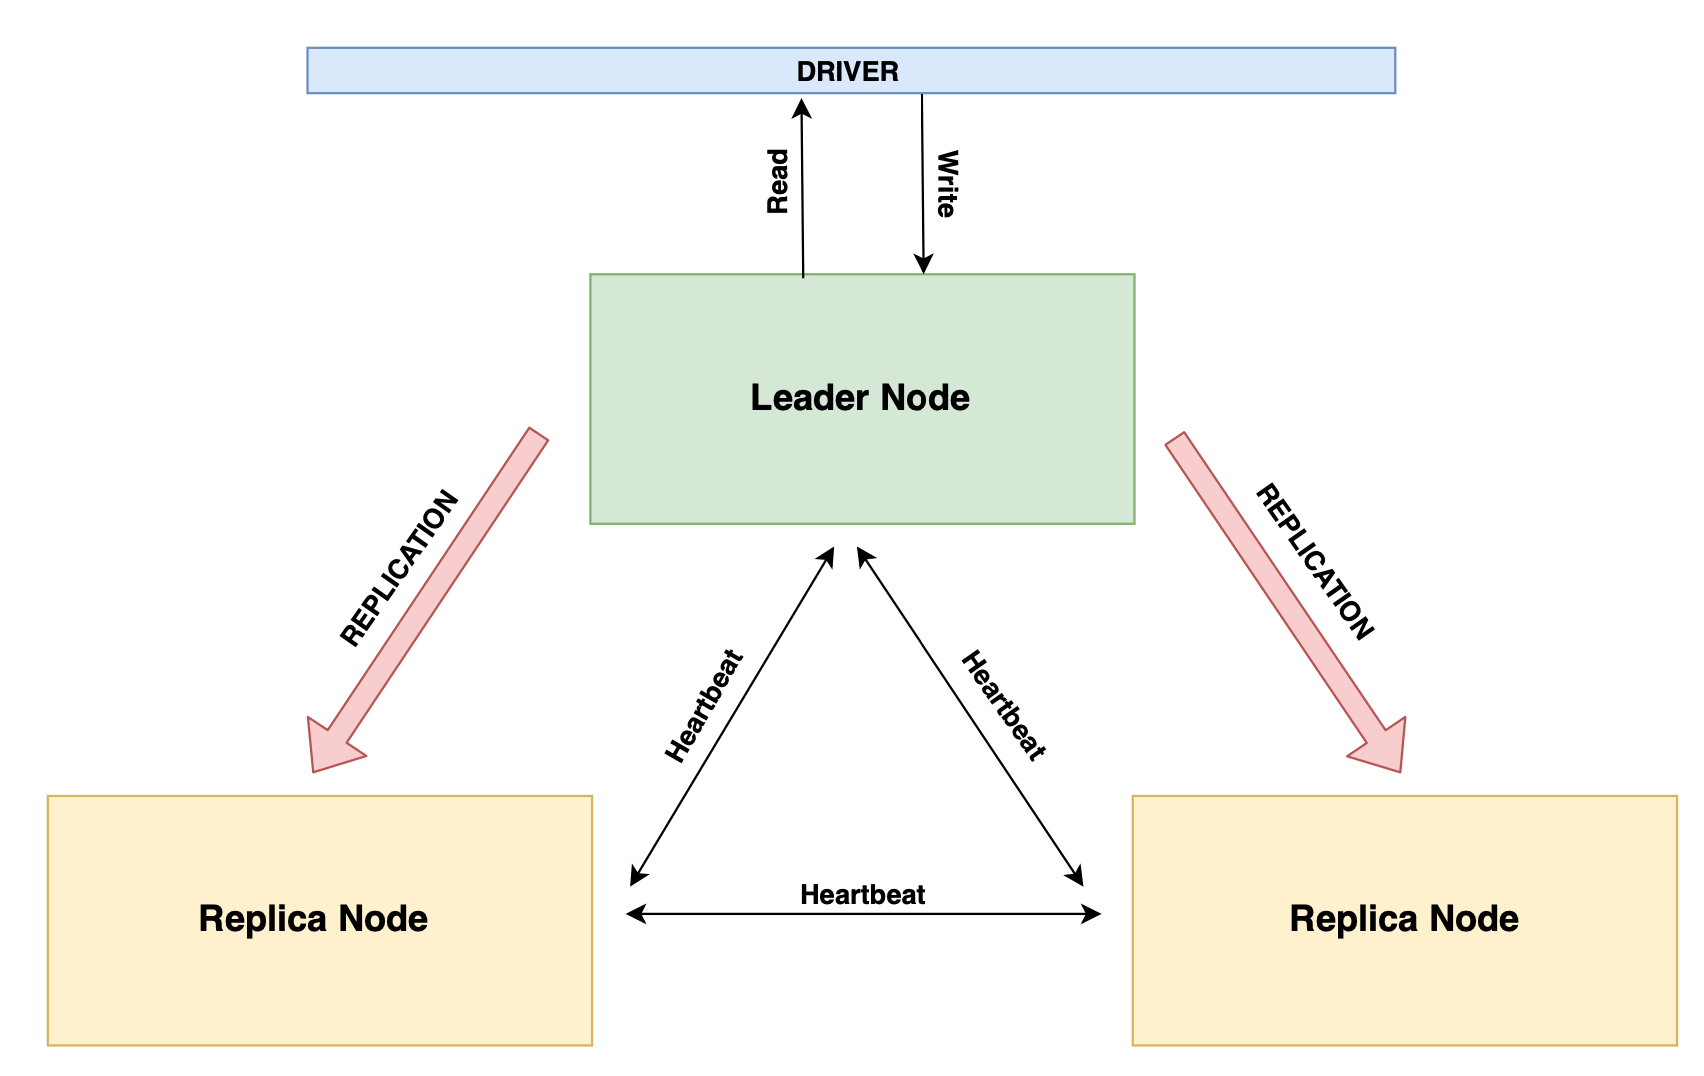 DRIVER
Read
Write
Leader Node
REPLICATION
REPLICATION
Heartbeat
Heartbeat
Heartbeat
Replica Node
Replica Node